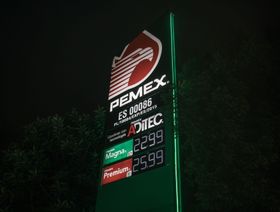 PEMEX.
ES 00086
ADiTEC.
Magna
22.99
Premium
25.99